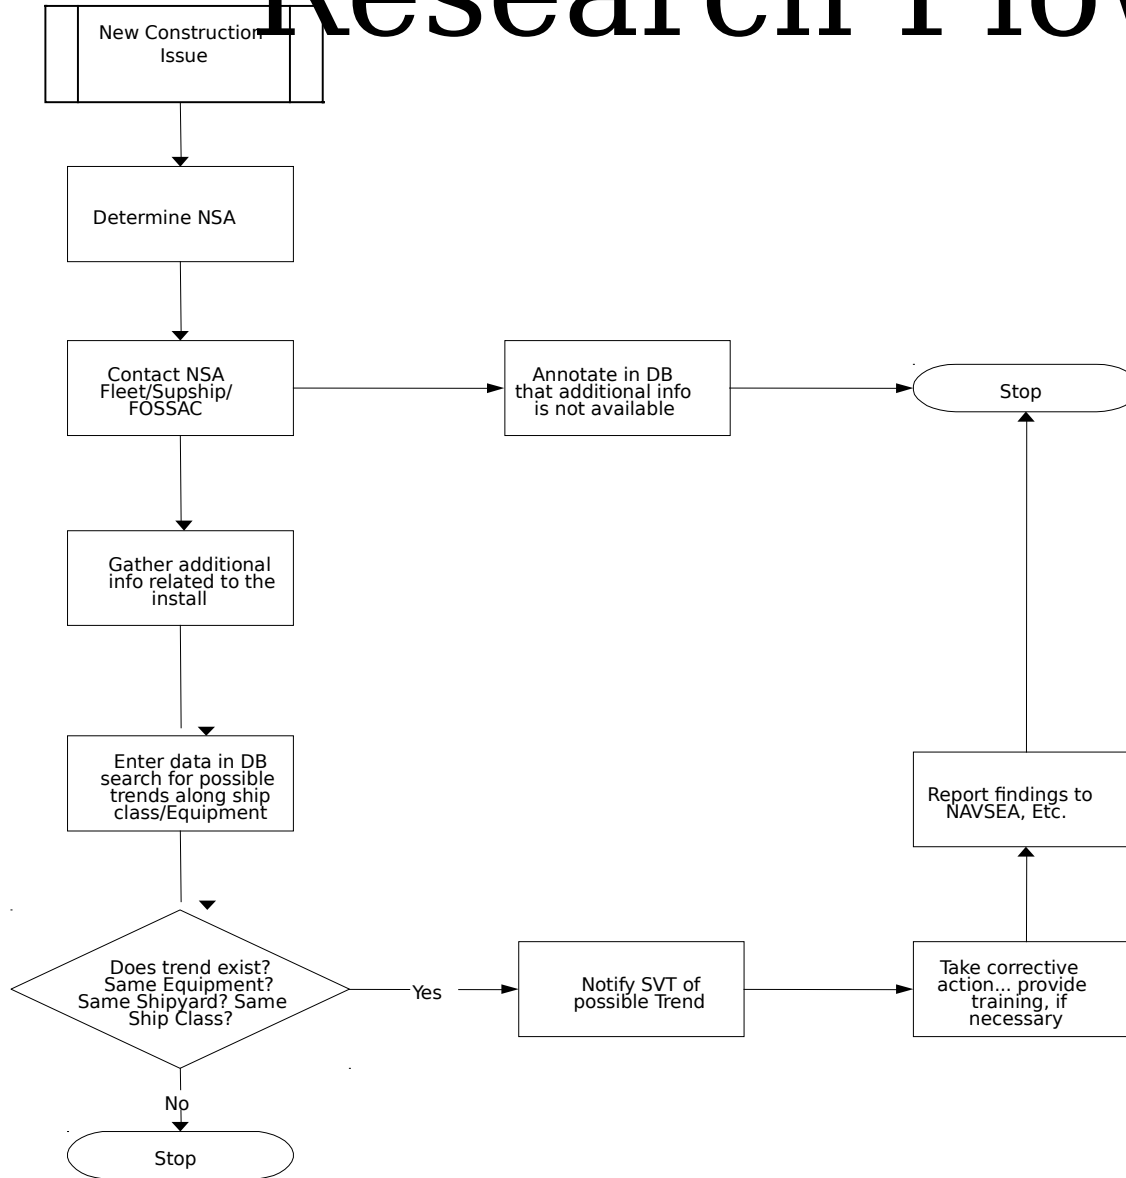 Research Flow
New Construction
Issue
Determine NSA
Contact NSA
Fleet/Supship/
FOSSAC
Annotate in DB
that additional info
is not available
Stop
Gather additional
info related to the
install
Enter data in DB
search for possible
trends along ship
class/Equipment
Report findings to
NAVSEA, Etc.
Does trend exist?
Same Equipment?
Same Shipyard? Same
Ship Class?
Yes
Notify SVT of
possible Trend
Take corrective
action... provide
training, if
necessary
No
Stop